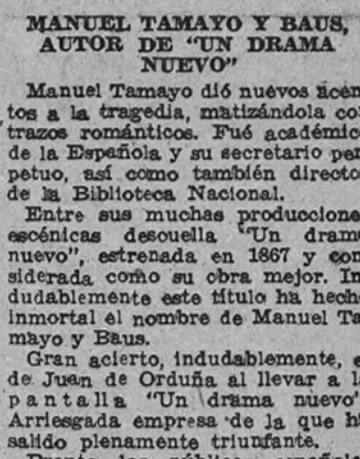 MANUEL TAMAYO Y BAUS,
AUTOR DE "UN DRAMA
NUEVO"
Manuel Tamayo dió nuevos acen
tos a la tragedia, matizándola co
trazos románticos. Fué académic
de la Española y su secretario per
petuo, así como también directo
de la Biblioteca Nacional.
Entre sus muchas produccione
escénicas descuella "Un dram
nuevo", estrenada en 1867 y con
siderada como su obra mejor. In
dudablemente este título ha hech
inmortal el nombre de Manuel Ta
mayo y Baus.
Gran acierto, indudablemente, e
de Juan de Orduña al llevar a l
pantalla "Un drama nuevo"
Arriesgada empresa de la que h
salido plenamente triunfante.